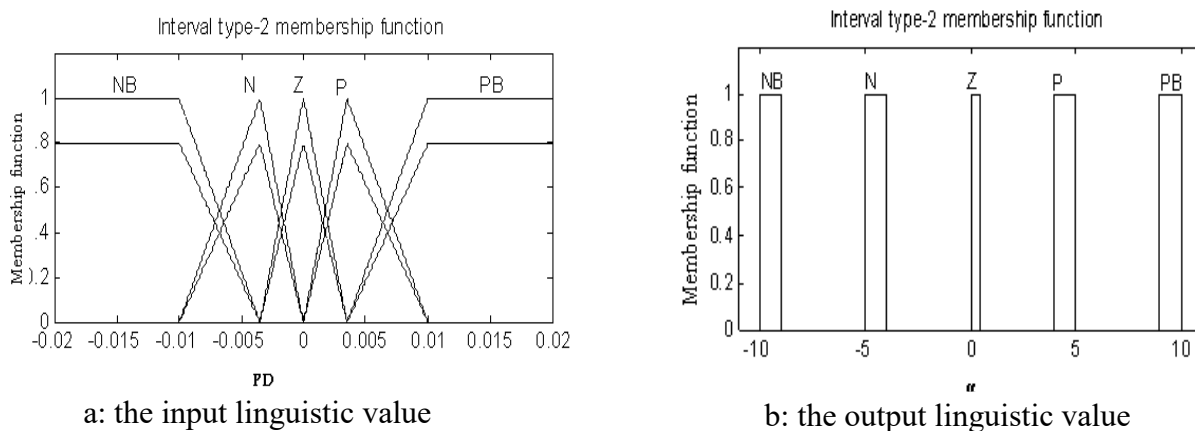 Interval type-2 membership function
NB N Z P PB
Membership function
1
.8
.6
.4
0.2
0
-0.02 -0.015 -0.01 -0.005 0 0.005 0.01 0.015 0.02
a: the input linguistic value
Interval type-2 membership function
NB N Z P PB
Membership function
1
0.8
0.6
0.4
0.2
0
-10 -5 0 5 10
b: the output linguistic value